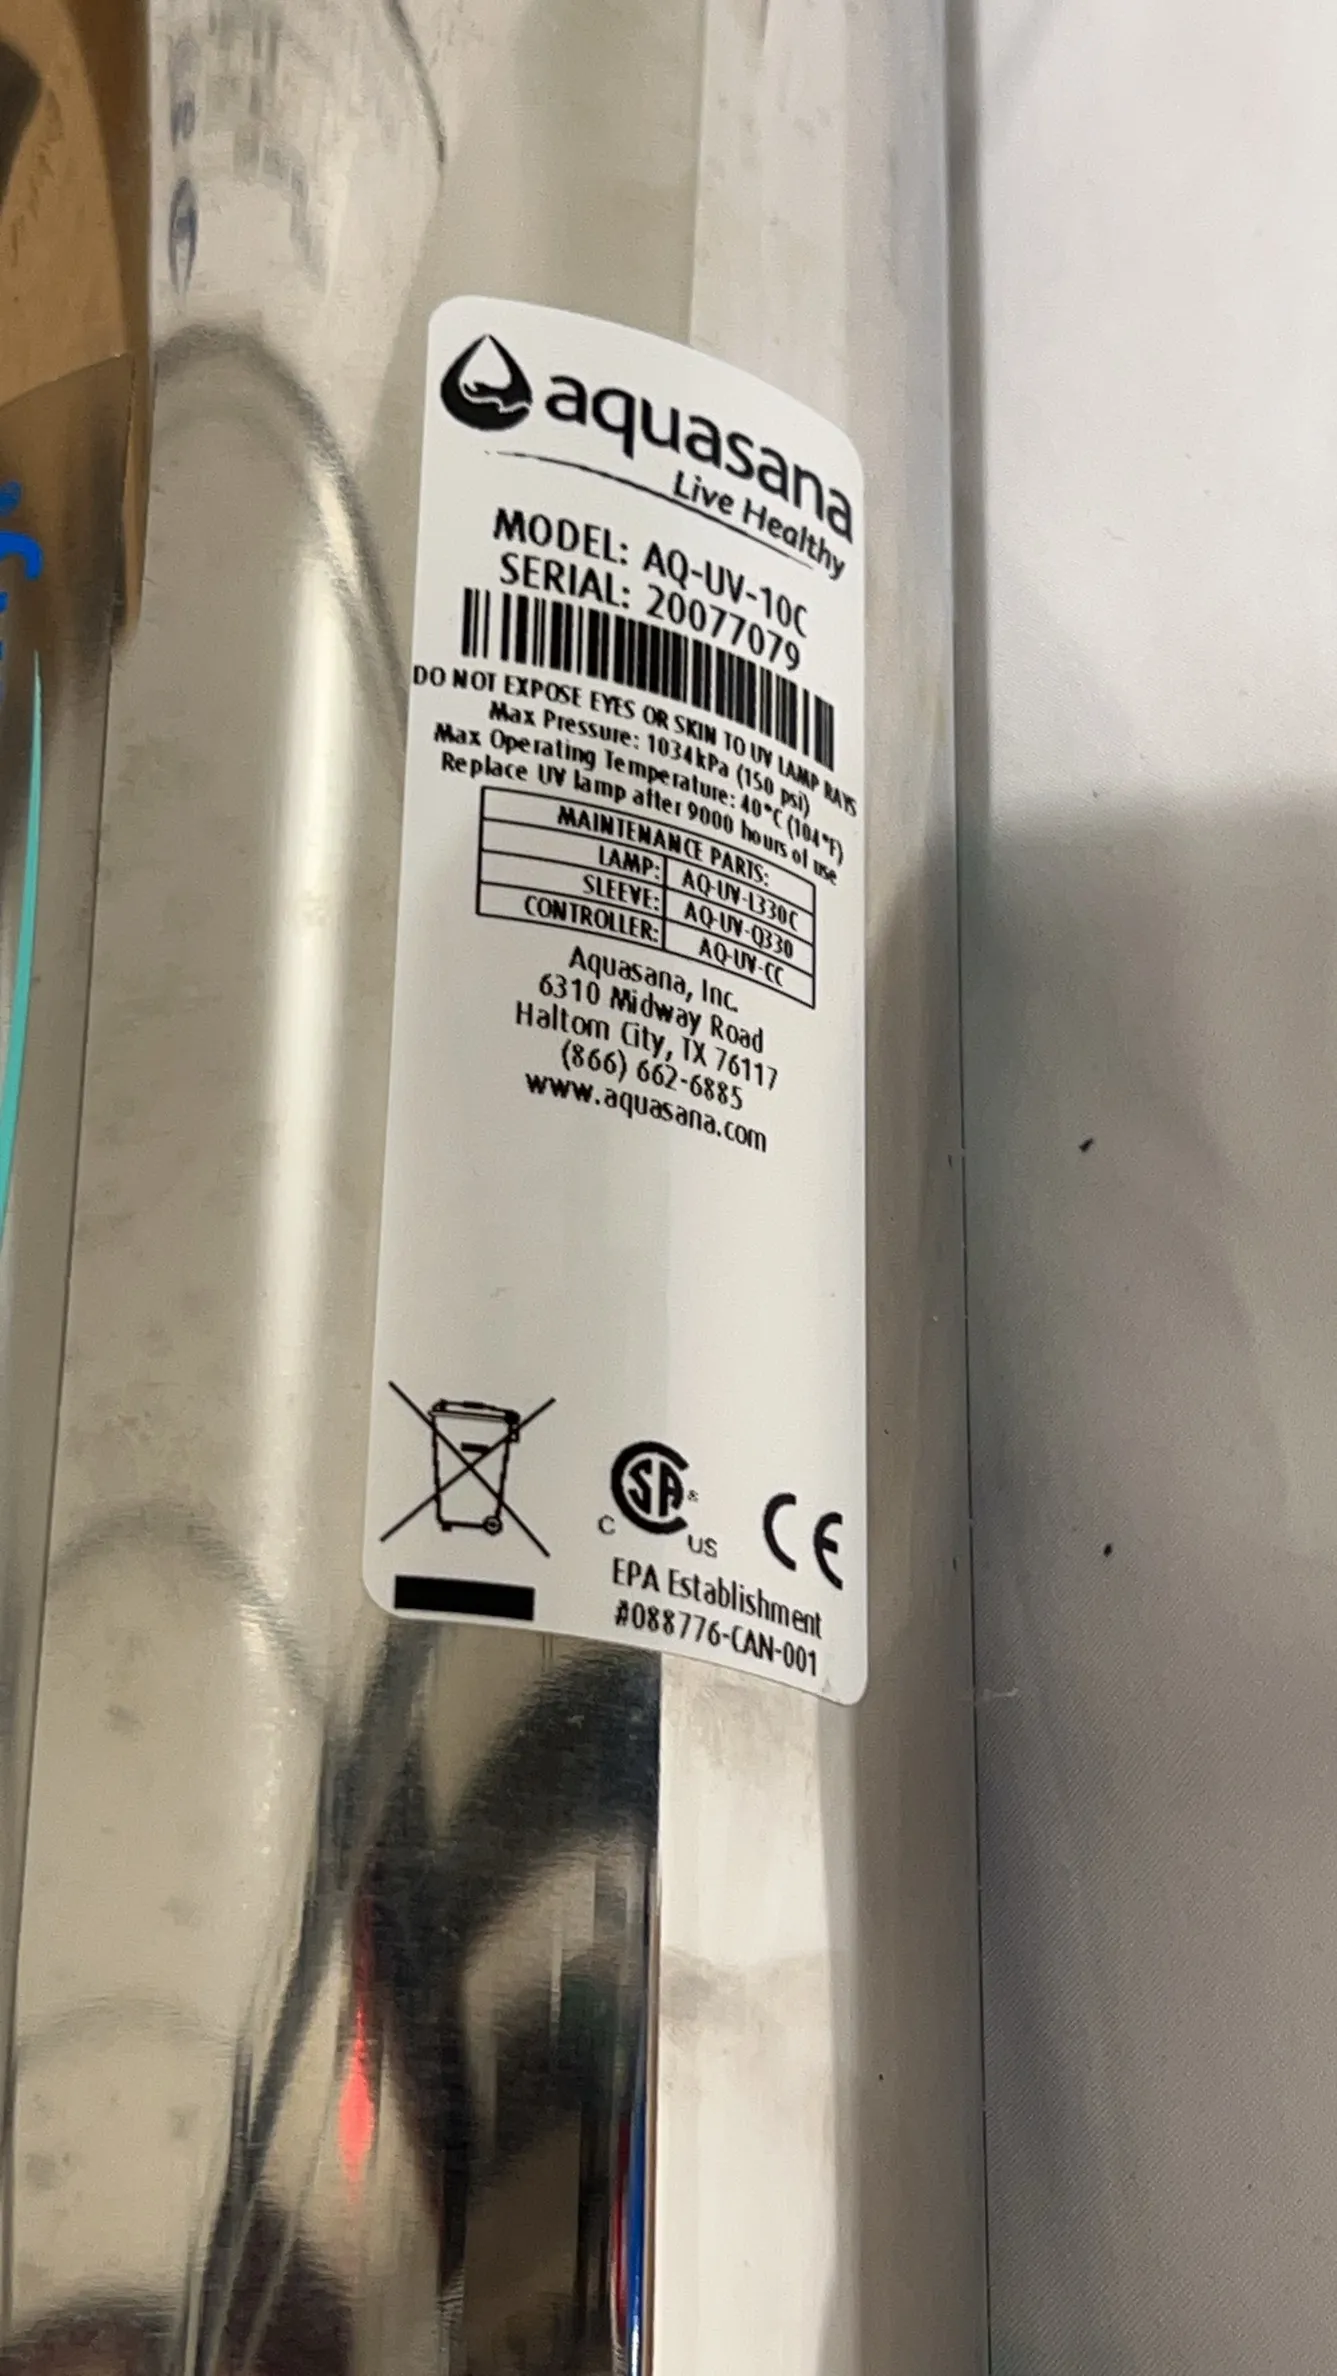 aquasana
Live Healthy
MODEL: AQ-UV-10C
SERIAL: 20077079
DO NOT EXPOSE EYES OR SKIN TO UV LAMP RAYS
Max Pressure: 1034kPa (150 psi)
Max Operating Temperature: 40°C (104°F)
Replace UV lamp after 9000 hours of use
MAINTENANCE PARTS:
LAMP: AQ-UV-L330C
SLEEVE: AQ-UV-Q330
CONTROLLER: AQ-UV-CC
Aquasana, Inc.
6310 Midway Road
Haltom City, TX 76117
(866) 662-6885
www.aquasana.com
CSA
C & US
CE
EPA Establishment
#088776-CAN-001